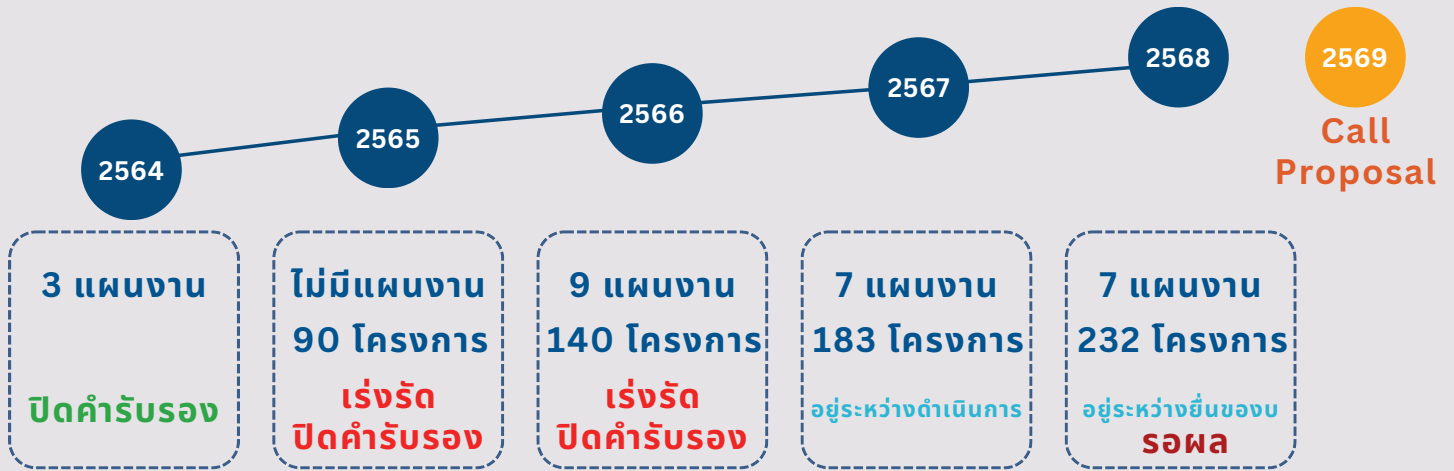 2564
2565
2566
2567
2568
2569
Call
Proposal
3 แผนงาน
ปิดคำรับรอง
ไม่มีแผนงาน
90 โครงการ
เร่งรัด
ปิดคำรับรอง
9 แผนงาน
140 โครงการ
เร่งรัด
ปิดคำรับรอง
7 แผนงาน
183 โครงการ
อยู่ระหว่างดำเนินการ
7 แผนงาน
232 โครงการ
อยู่ระหว่างยื่นของบ
รอผล